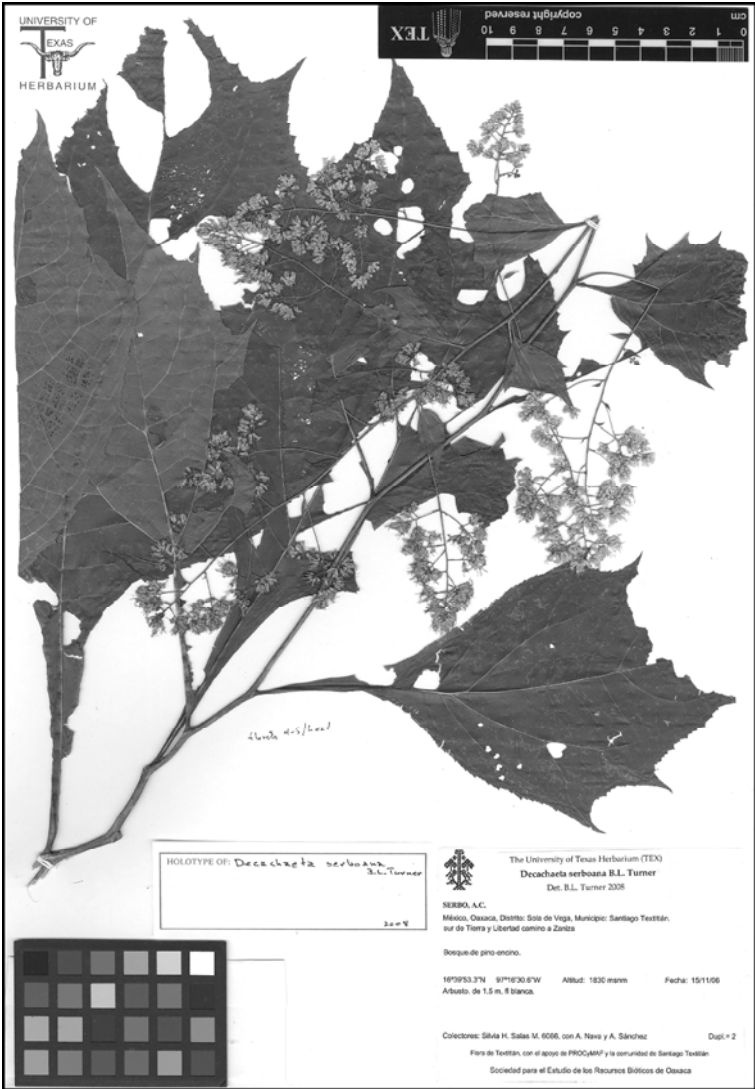 UNIVERSITY OF
TEXAS
HERBARIUM
TEX
copyright reserved
cm
10 9 8 7 6 5 4 3 2 1 0
HOLOTYPE OF: Decachaeta serboana
B.L. Turner
2008
The University of Texas Herbarium (TEX)
Decachaeta serboana B.L. Turner
Det. B.L. Turner 2008
SERBO, A.C.
México, Oaxaca, Distrito: Sola de Vega, Municipio: Santiago Textitlán.
sur de Tierra y Libertad camino a Zaniza
Bosque de pino-encino.
16°39'53.3"N 97°16'30.6"W Altitud: 1830 msnm Fecha: 15/11/06
Arbusto. de 1.5 m, fl blanca.
Colectores: Silvia H. Salas M. 6066, con A. Nava y A. Sánchez Dupl.= 2
Flora de Textitlán, con el apoyo de PROCyMAF y la comunidad de Santiago Textitlán
Sociedad para el Estudio de los Recursos Bióticos de Oaxaca